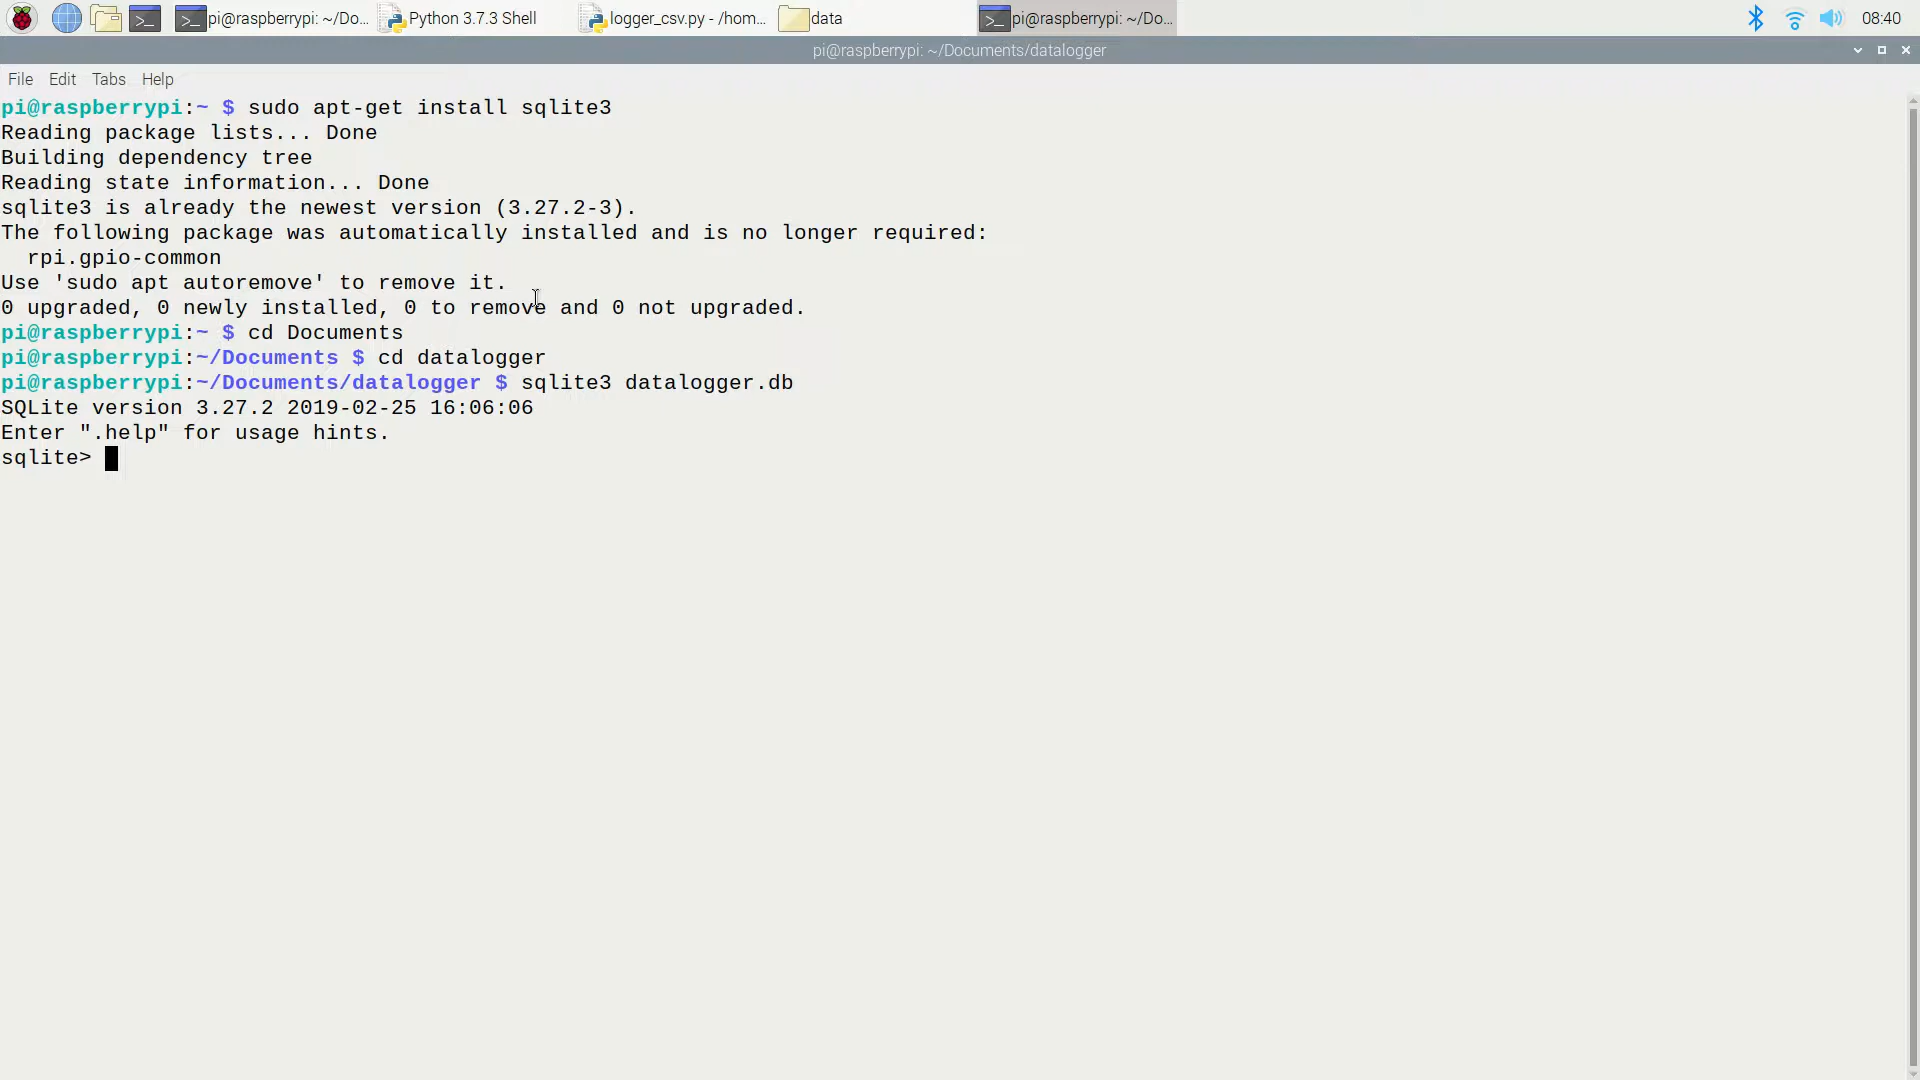 pi@raspberrypi: ~/Do...
Python 3.7.3 Shell
logger_csv.py - /hom...
data
pi@raspberrypi: ~/Do...
08:40
pi@raspberrypi: ~/Documents/datalogger
File Edit Tabs Help
pi@raspberrypi:~ $ sudo apt-get install sqlite3
Reading package lists... Done
Building dependency tree
Reading state information... Done
sqlite3 is already the newest version (3.27.2-3).
The following package was automatically installed and is no longer required:
  rpi.gpio-common
Use 'sudo apt autoremove' to remove it.
0 upgraded, 0 newly installed, 0 to remove and 0 not upgraded.
pi@raspberrypi:~ $ cd Documents
pi@raspberrypi:~/Documents $ cd datalogger
pi@raspberrypi:~/Documents/datalogger $ sqlite3 datalogger.db
SQLite version 3.27.2 2019-02-25 16:06:06
Enter ".help" for usage hints.
sqlite>